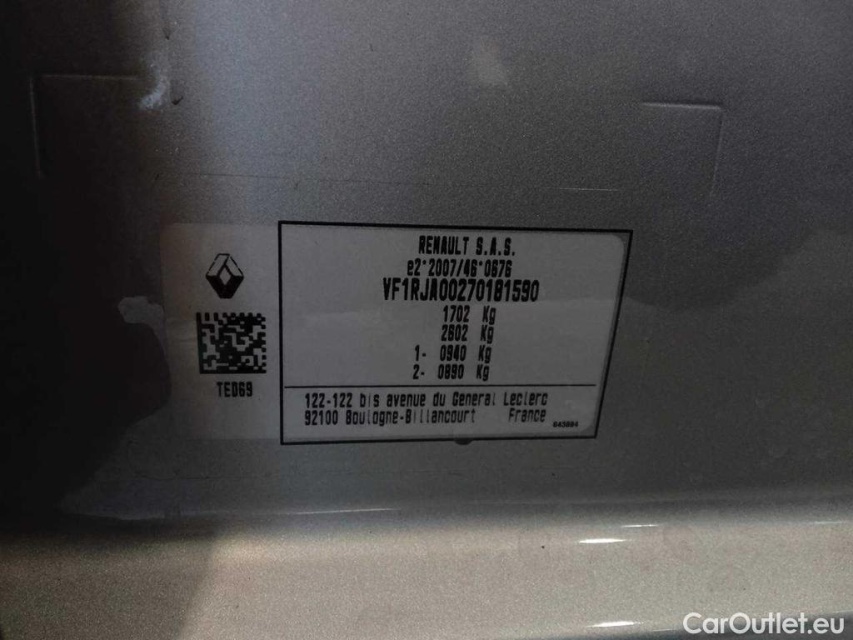 RENAULT S.A.S.
e2*2007/46*0676
VF1RJA00270181590
1702 Kg
2602 Kg
1- 0940 Kg
2- 0890 Kg
TED69
122-122 bis avenue du General Leclerc
92100 Boulogne-Billancourt France
CarOutlet.eu